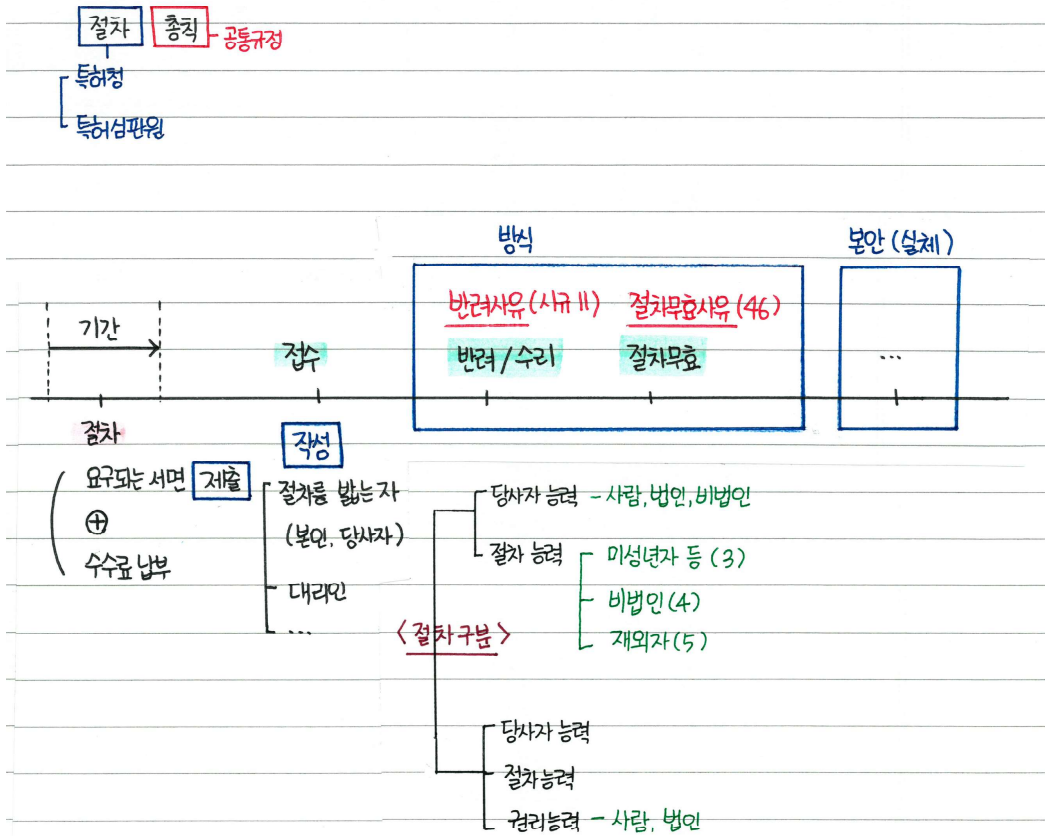 절차 총칙 - 공통규정
특허청
특허심판원
방식
본안 (실체)
반려사유 (시규 11) 절차무효사유 (46)
기간
접수
반려 / 수리
절차무효
...
절차
작성
요구되는 서면 제출
⊕
수수료 납부
절차를 밟는 자
(본인, 당사자)
대리인
...
당사자 능력 - 사람, 법인, 비법인
절차 능력
미성년자 등 (3)
비법인 (4)
재외자 (5)
<절차 구분>
당사자 능력
절차능력
권리능력 - 사람, 법인